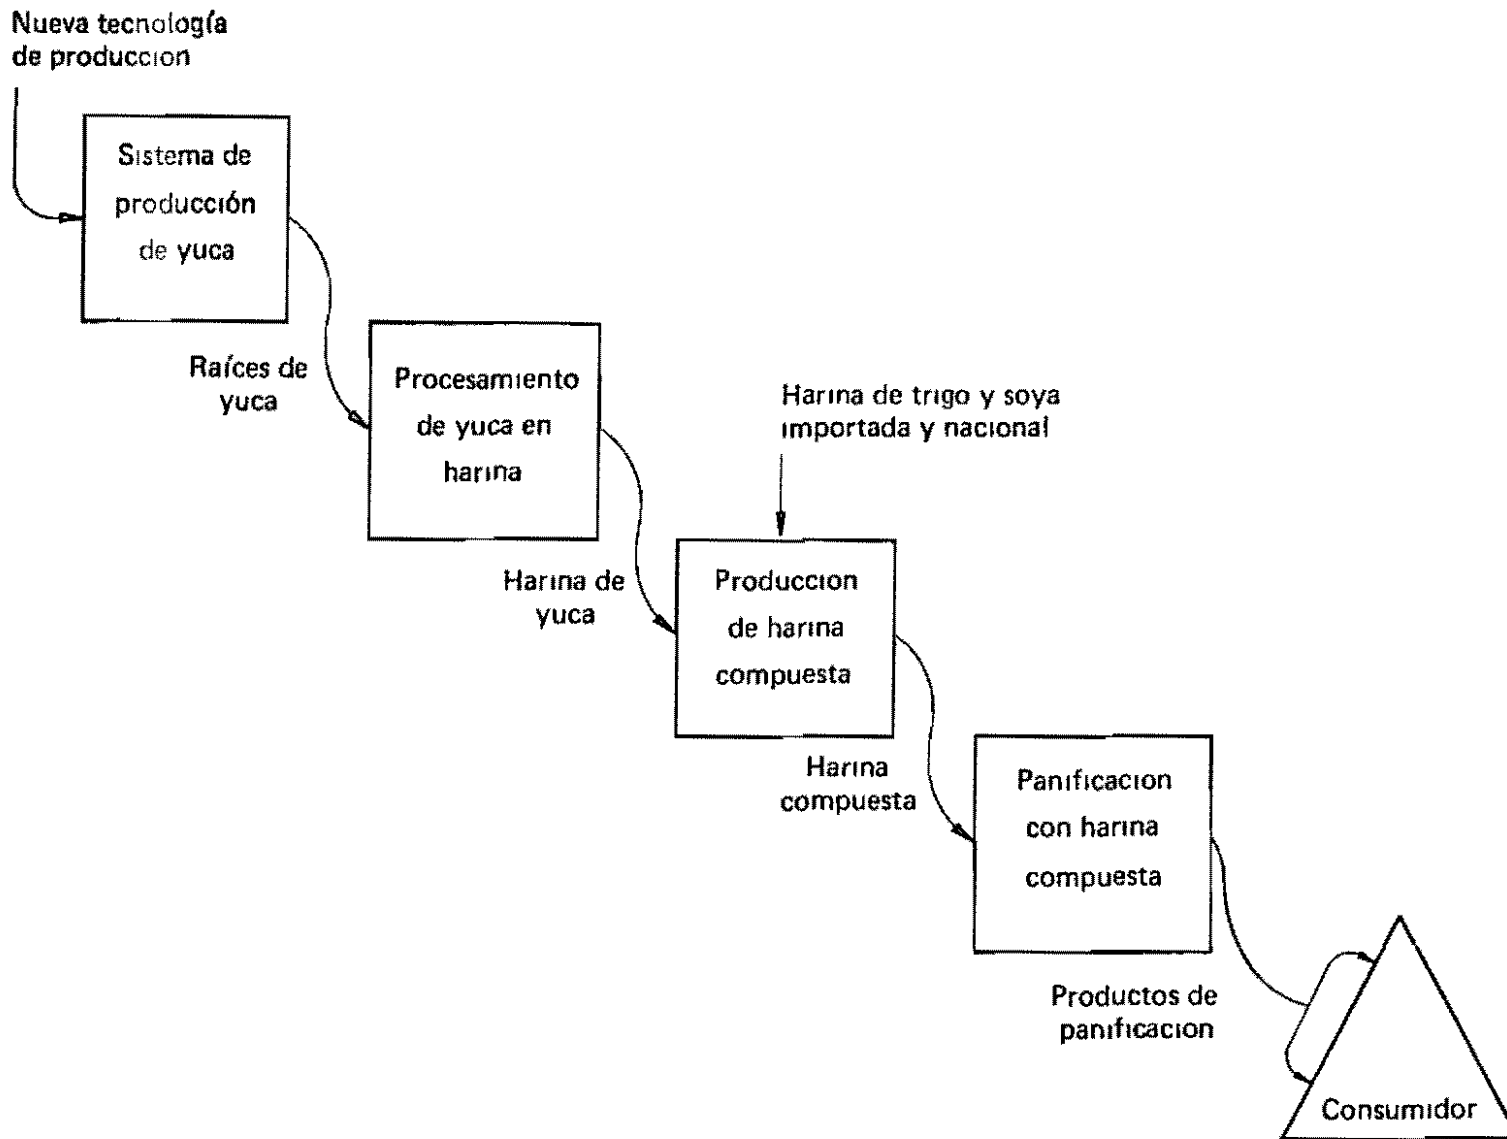 Nueva tecnología
de produccion
Sistema de
producción
de yuca
Raíces de
yuca
Procesamiento
de yuca en
harina
Harina de trigo y soya
importada y nacional
Harina de
yuca
Produccion
de harina
compuesta
Harina
compuesta
Panificacion
con harina
compuesta
Productos de
panificacion
Consumidor